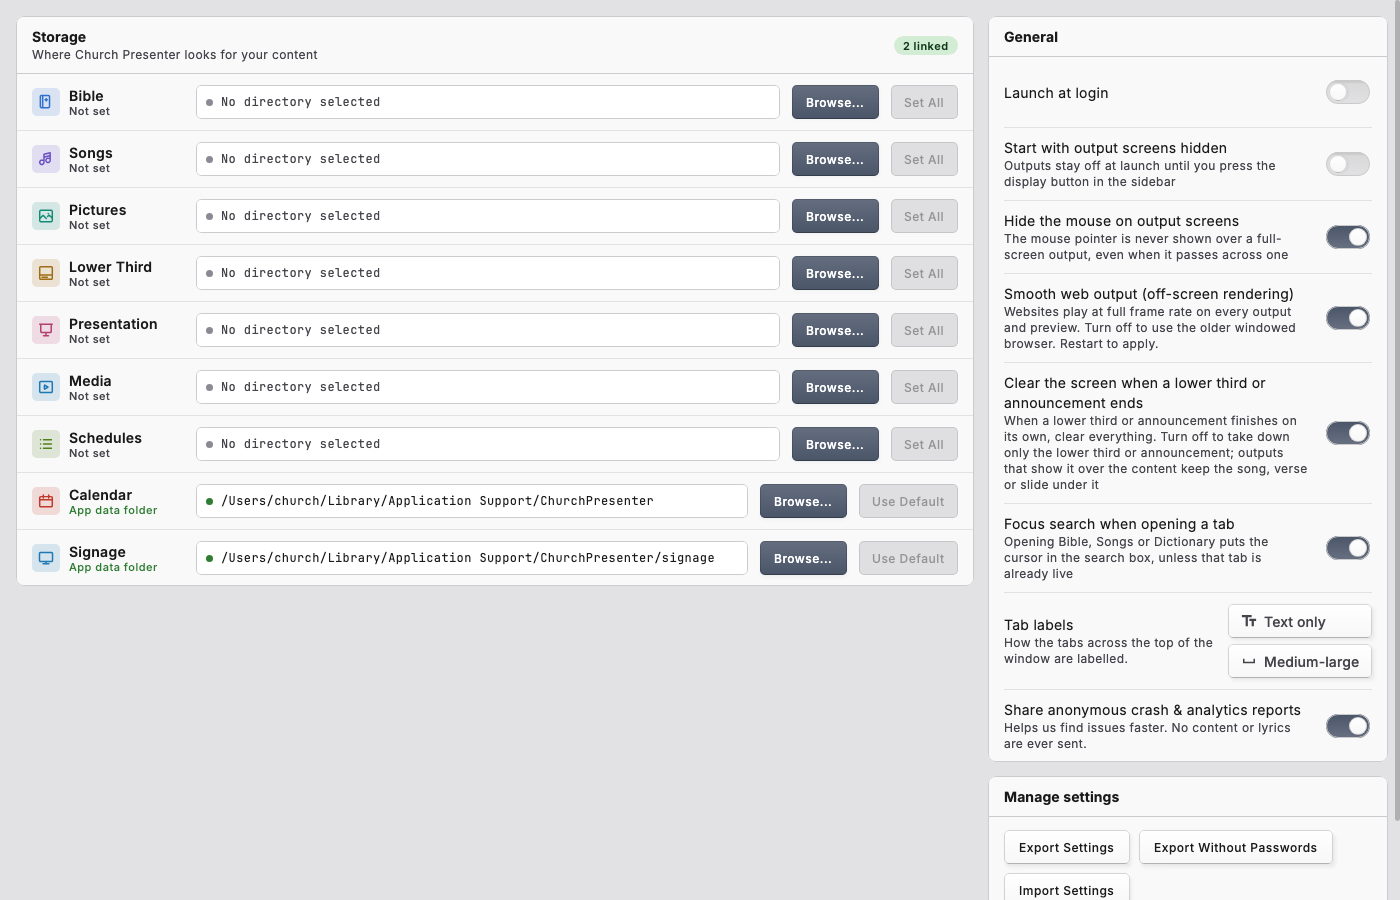 Storage
Where Church Presenter looks for your content
2 linked
Bible
Not set
No directory selected
Browse...
Set All
Songs
Not set
No directory selected
Browse...
Set All
Pictures
Not set
No directory selected
Browse...
Set All
Lower Third
Not set
No directory selected
Browse...
Set All
Presentation
Not set
No directory selected
Browse...
Set All
Media
Not set
No directory selected
Browse...
Set All
Schedules
Not set
No directory selected
Browse...
Set All
Calendar
App data folder
/Users/church/Library/Application Support/ChurchPresenter
Browse...
Use Default
Signage
App data folder
/Users/church/Library/Application Support/ChurchPresenter/signage
Browse...
Use Default
General
Launch at login
Start with output screens hidden
Outputs stay off at launch until you press the
display button in the sidebar
Hide the mouse on output screens
The mouse pointer is never shown over a full-
screen output, even when it passes across one
Smooth web output (off-screen rendering)
Websites play at full frame rate on every output
and preview. Turn off to use the older windowed
browser. Restart to apply.
Clear the screen when a lower third or
announcement ends
When a lower third or announcement finishes on
its own, clear everything. Turn off to take down
only the lower third or announcement; outputs
that show it over the content keep the song, verse
or slide under it
Focus search when opening a tab
Opening Bible, Songs or Dictionary puts the
cursor in the search box, unless that tab is
already live
Tab labels
How the tabs across the top of the
window are labelled.
Text only
Medium-large
Share anonymous crash & analytics reports
Helps us find issues faster. No content or lyrics
are ever sent.
Manage settings
Export Settings
Export Without Passwords
Import Settings